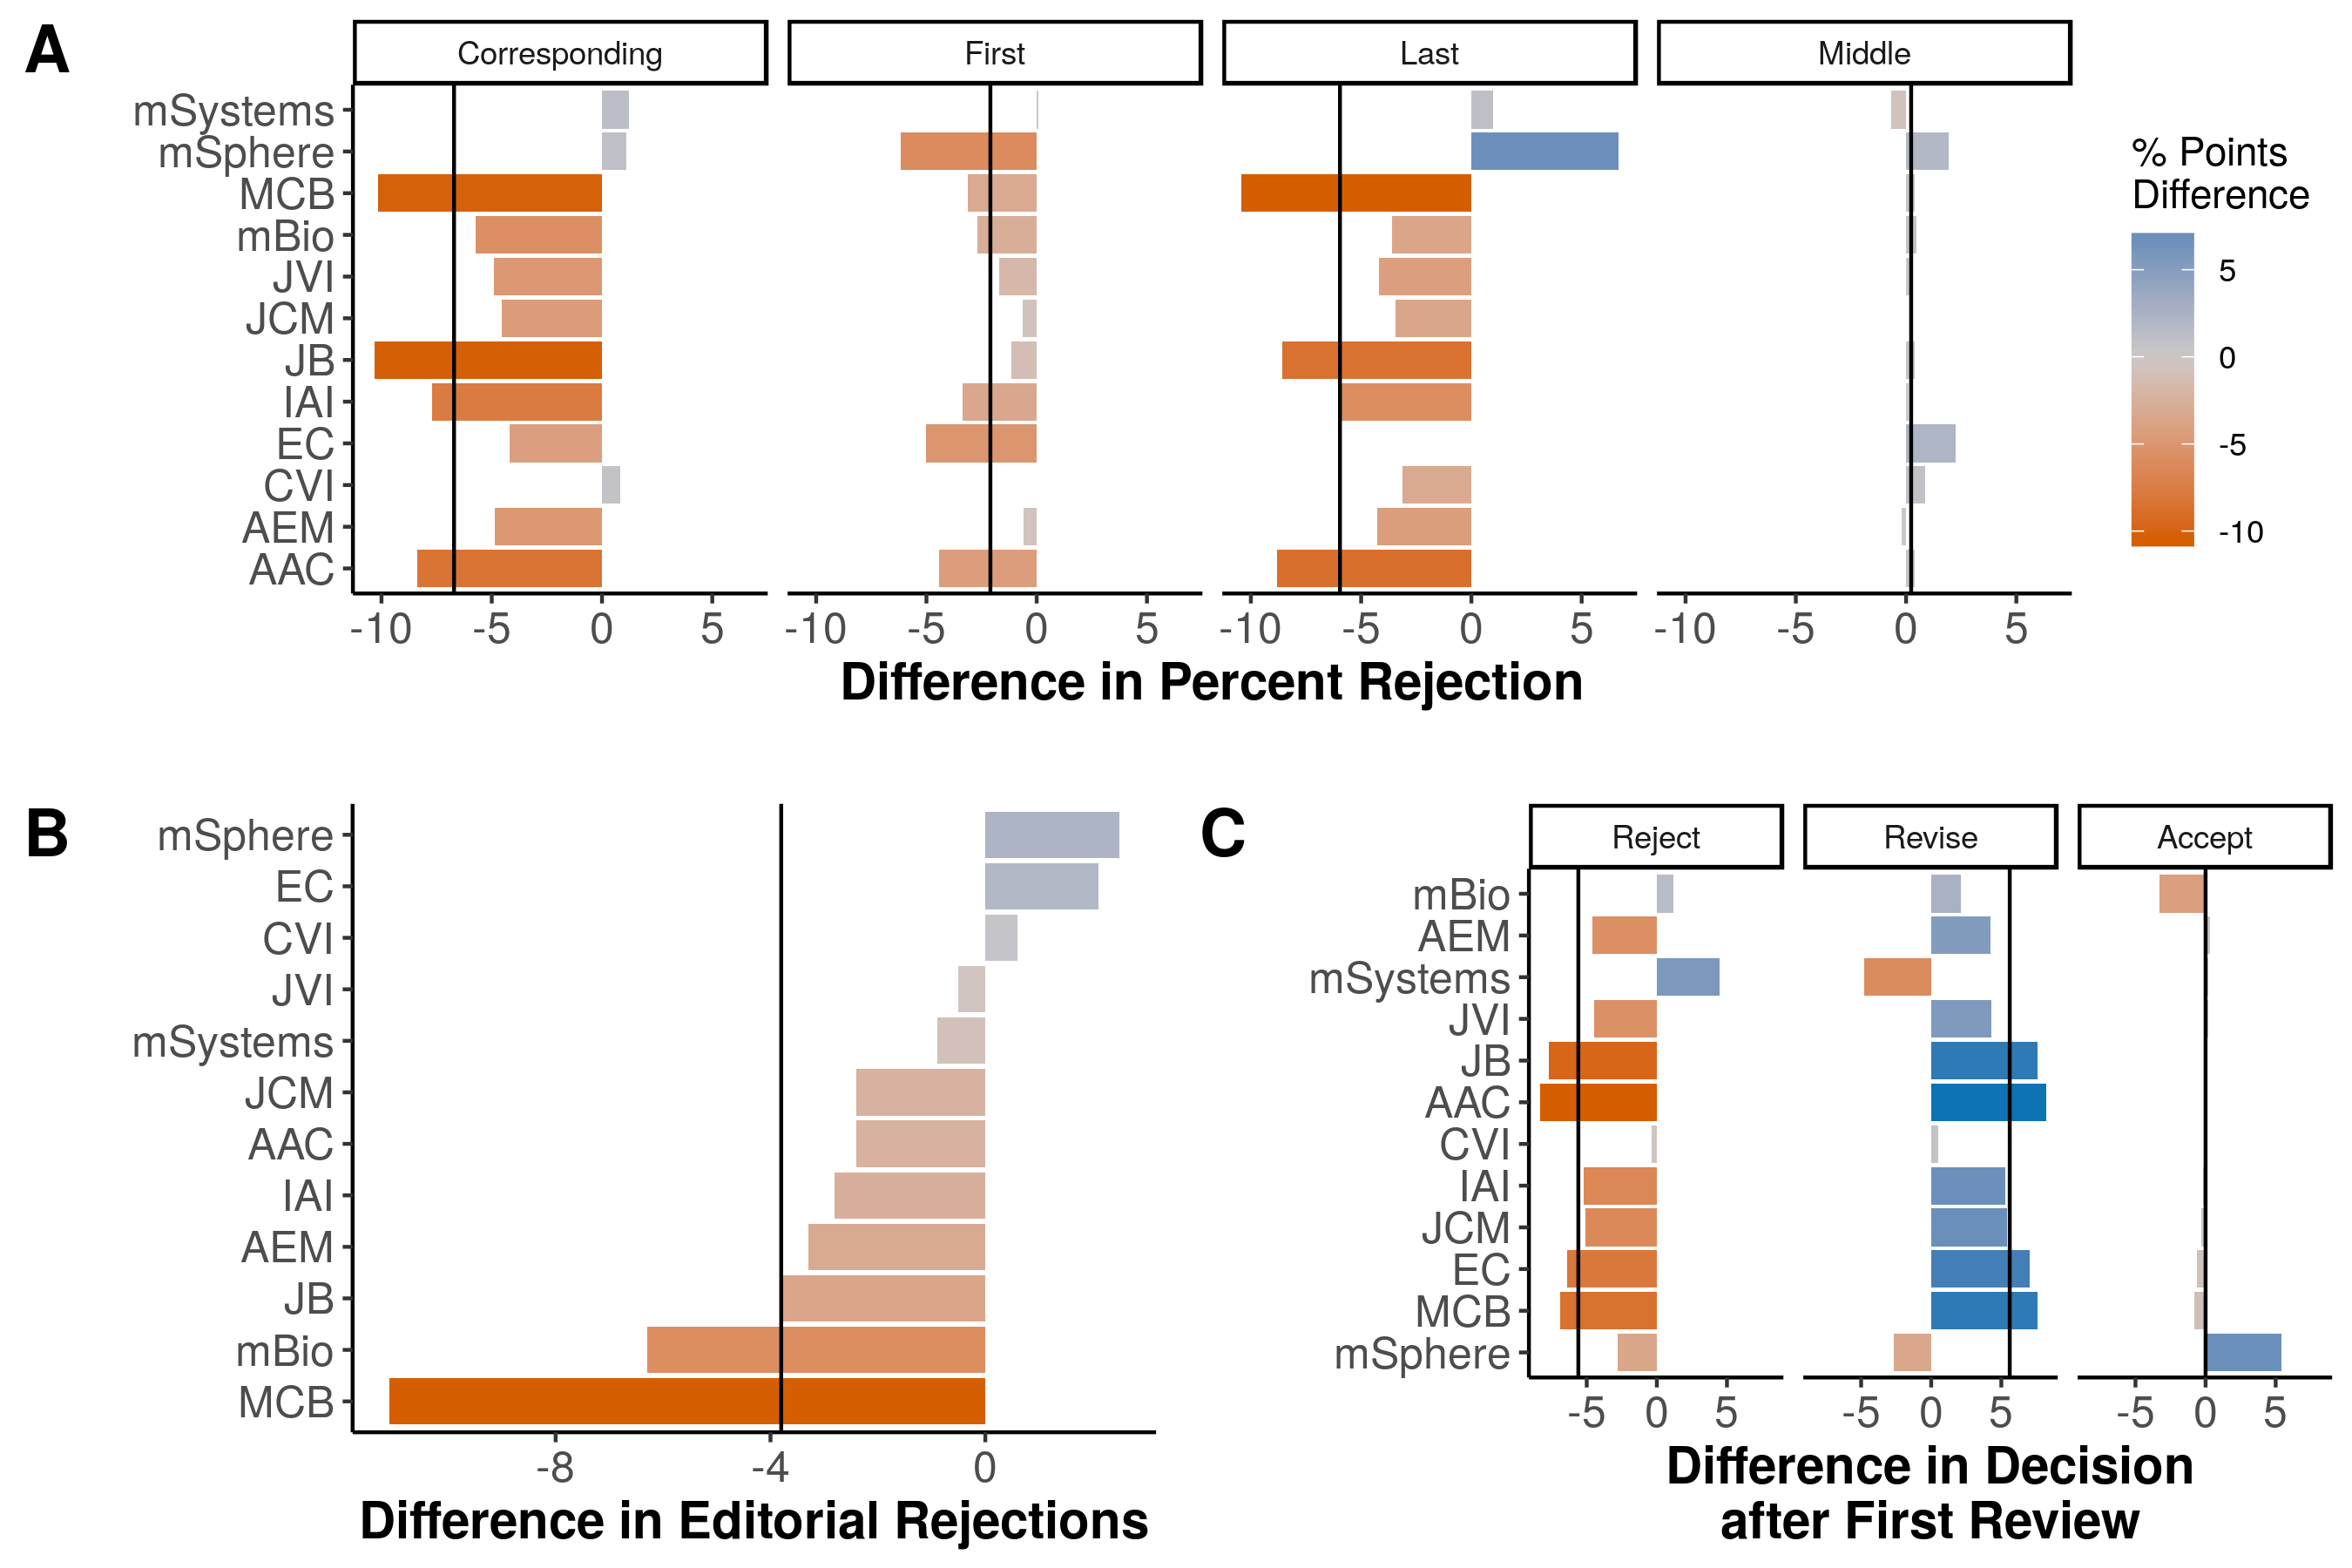 A
Corresponding
First
Last
Middle
mSystems
mSphere
MCB
mBio
JVI
JCM
JB
IAI
EC
CVI
AEM
AAC
-10 -5 0 5
-10 -5 0 5
-10 -5 0 5
-10 -5 0 5
Difference in Percent Rejection
% Points
Difference
5
0
-5
-10
B
mSphere
EC
CVI
JVI
mSystems
JCM
AAC
IAI
AEM
JB
mBio
MCB
-8 -4 0
Difference in Editorial Rejections
C
Reject
Revise
Accept
mBio
AEM
mSystems
JVI
JB
AAC
CVI
IAI
JCM
EC
MCB
mSphere
-5 0 5
-5 0 5
-5 0 5
Difference in Decision
after First Review